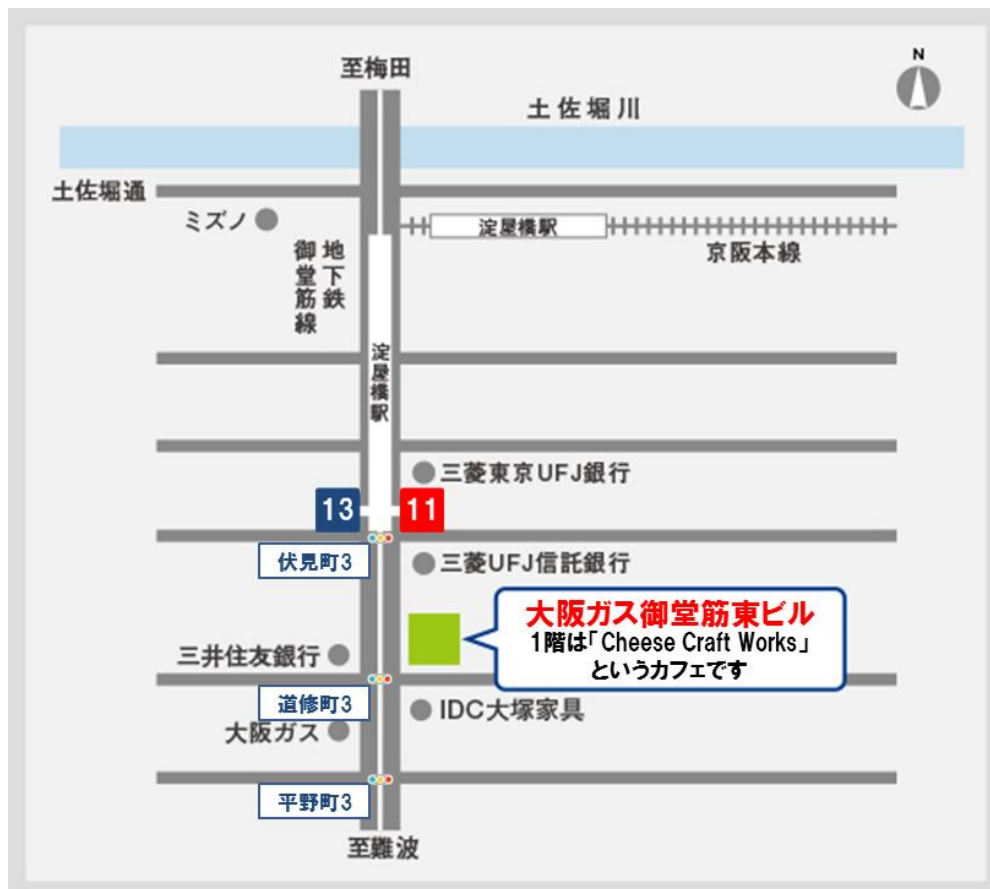 至梅田
N
土佐堀川
土佐堀通
ミズノ
淀屋橋駅
京阪本線
地下鉄
御堂筋線
淀屋橋駅
三菱東京UFJ銀行
13
11
伏見町3
三菱UFJ信託銀行
大阪ガス御堂筋東ビル
1階は「Cheese Craft Works」
というカフェです
三井住友銀行
道修町3
IDC大塚家具
大阪ガス
平野町3
至難波